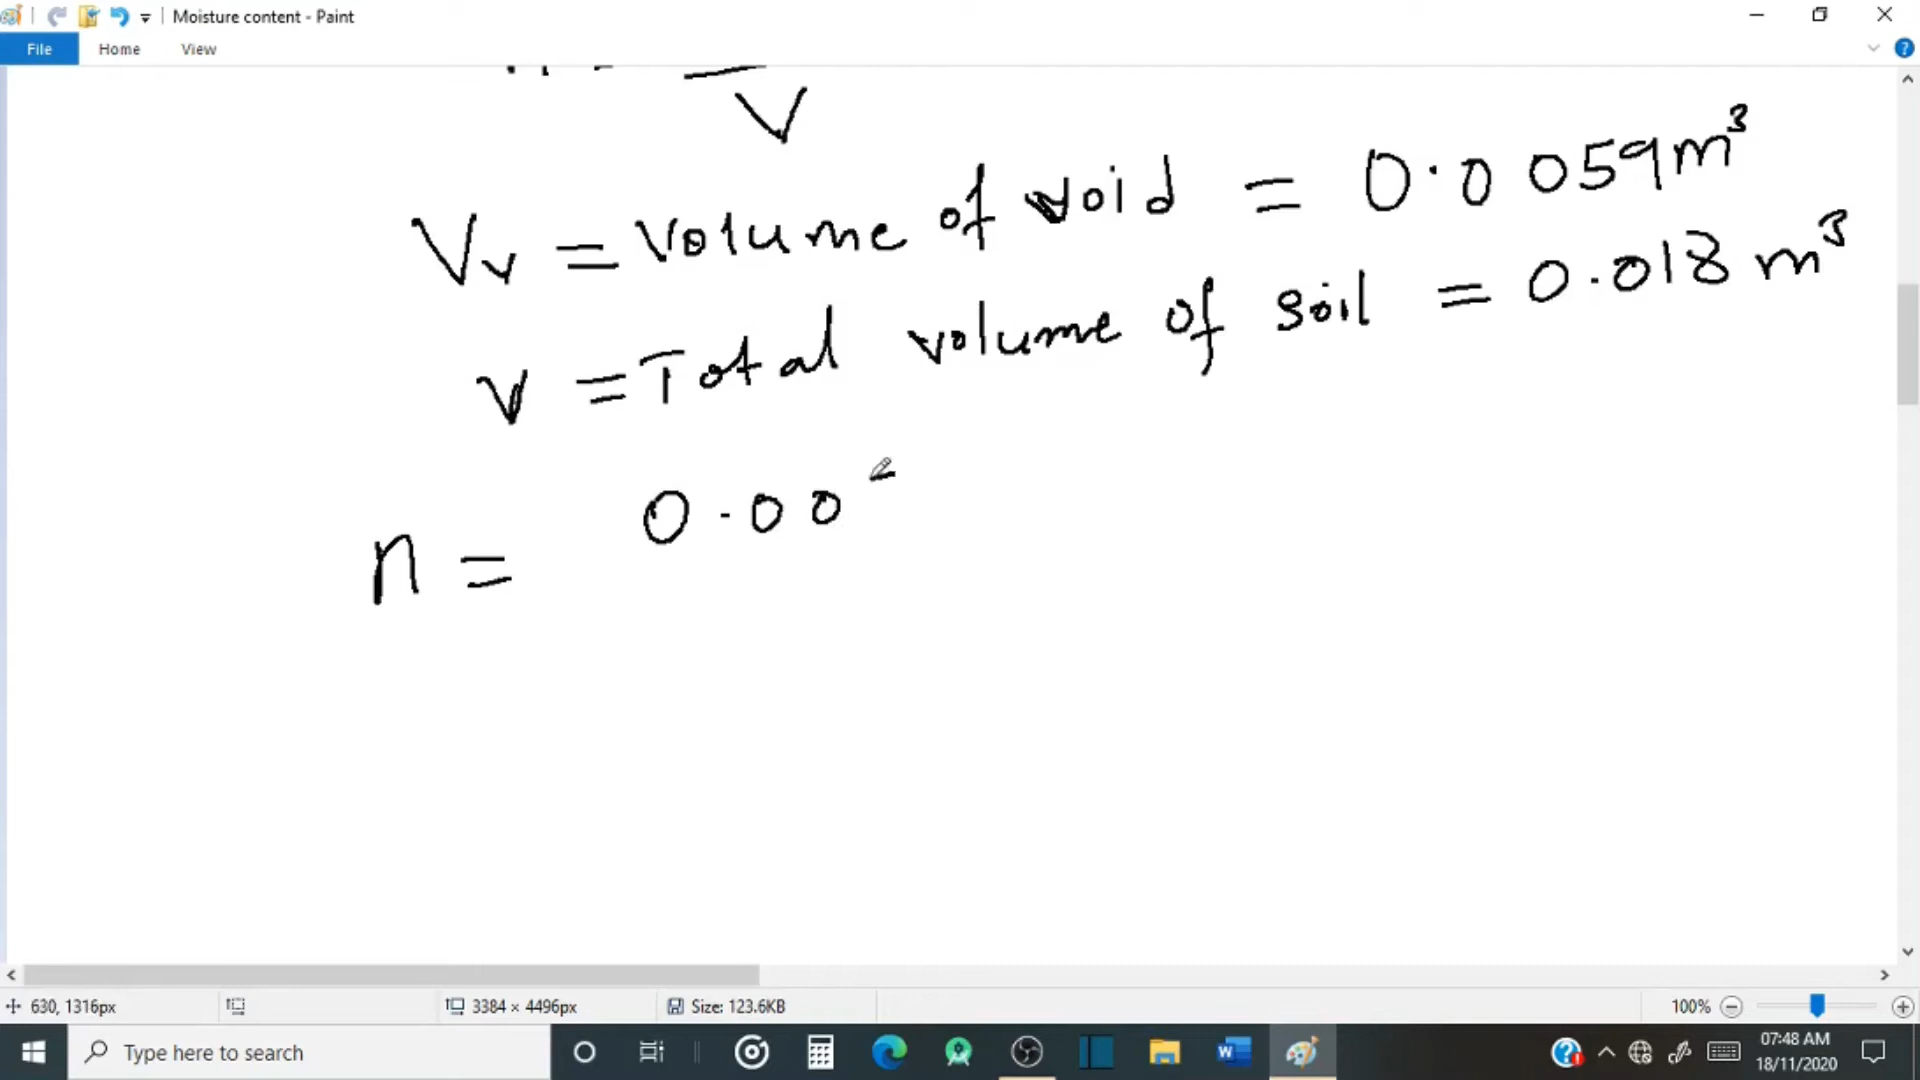 Moisture content - Paint
File Home View
V
Vv = Volume of void = 0.0059m³
V = Total volume of soil = 0.018 m³
n = 0.00
630, 1316px
3384 × 4496px
Size: 123.6KB
100%
Type here to search
07:48 AM
18/11/2020